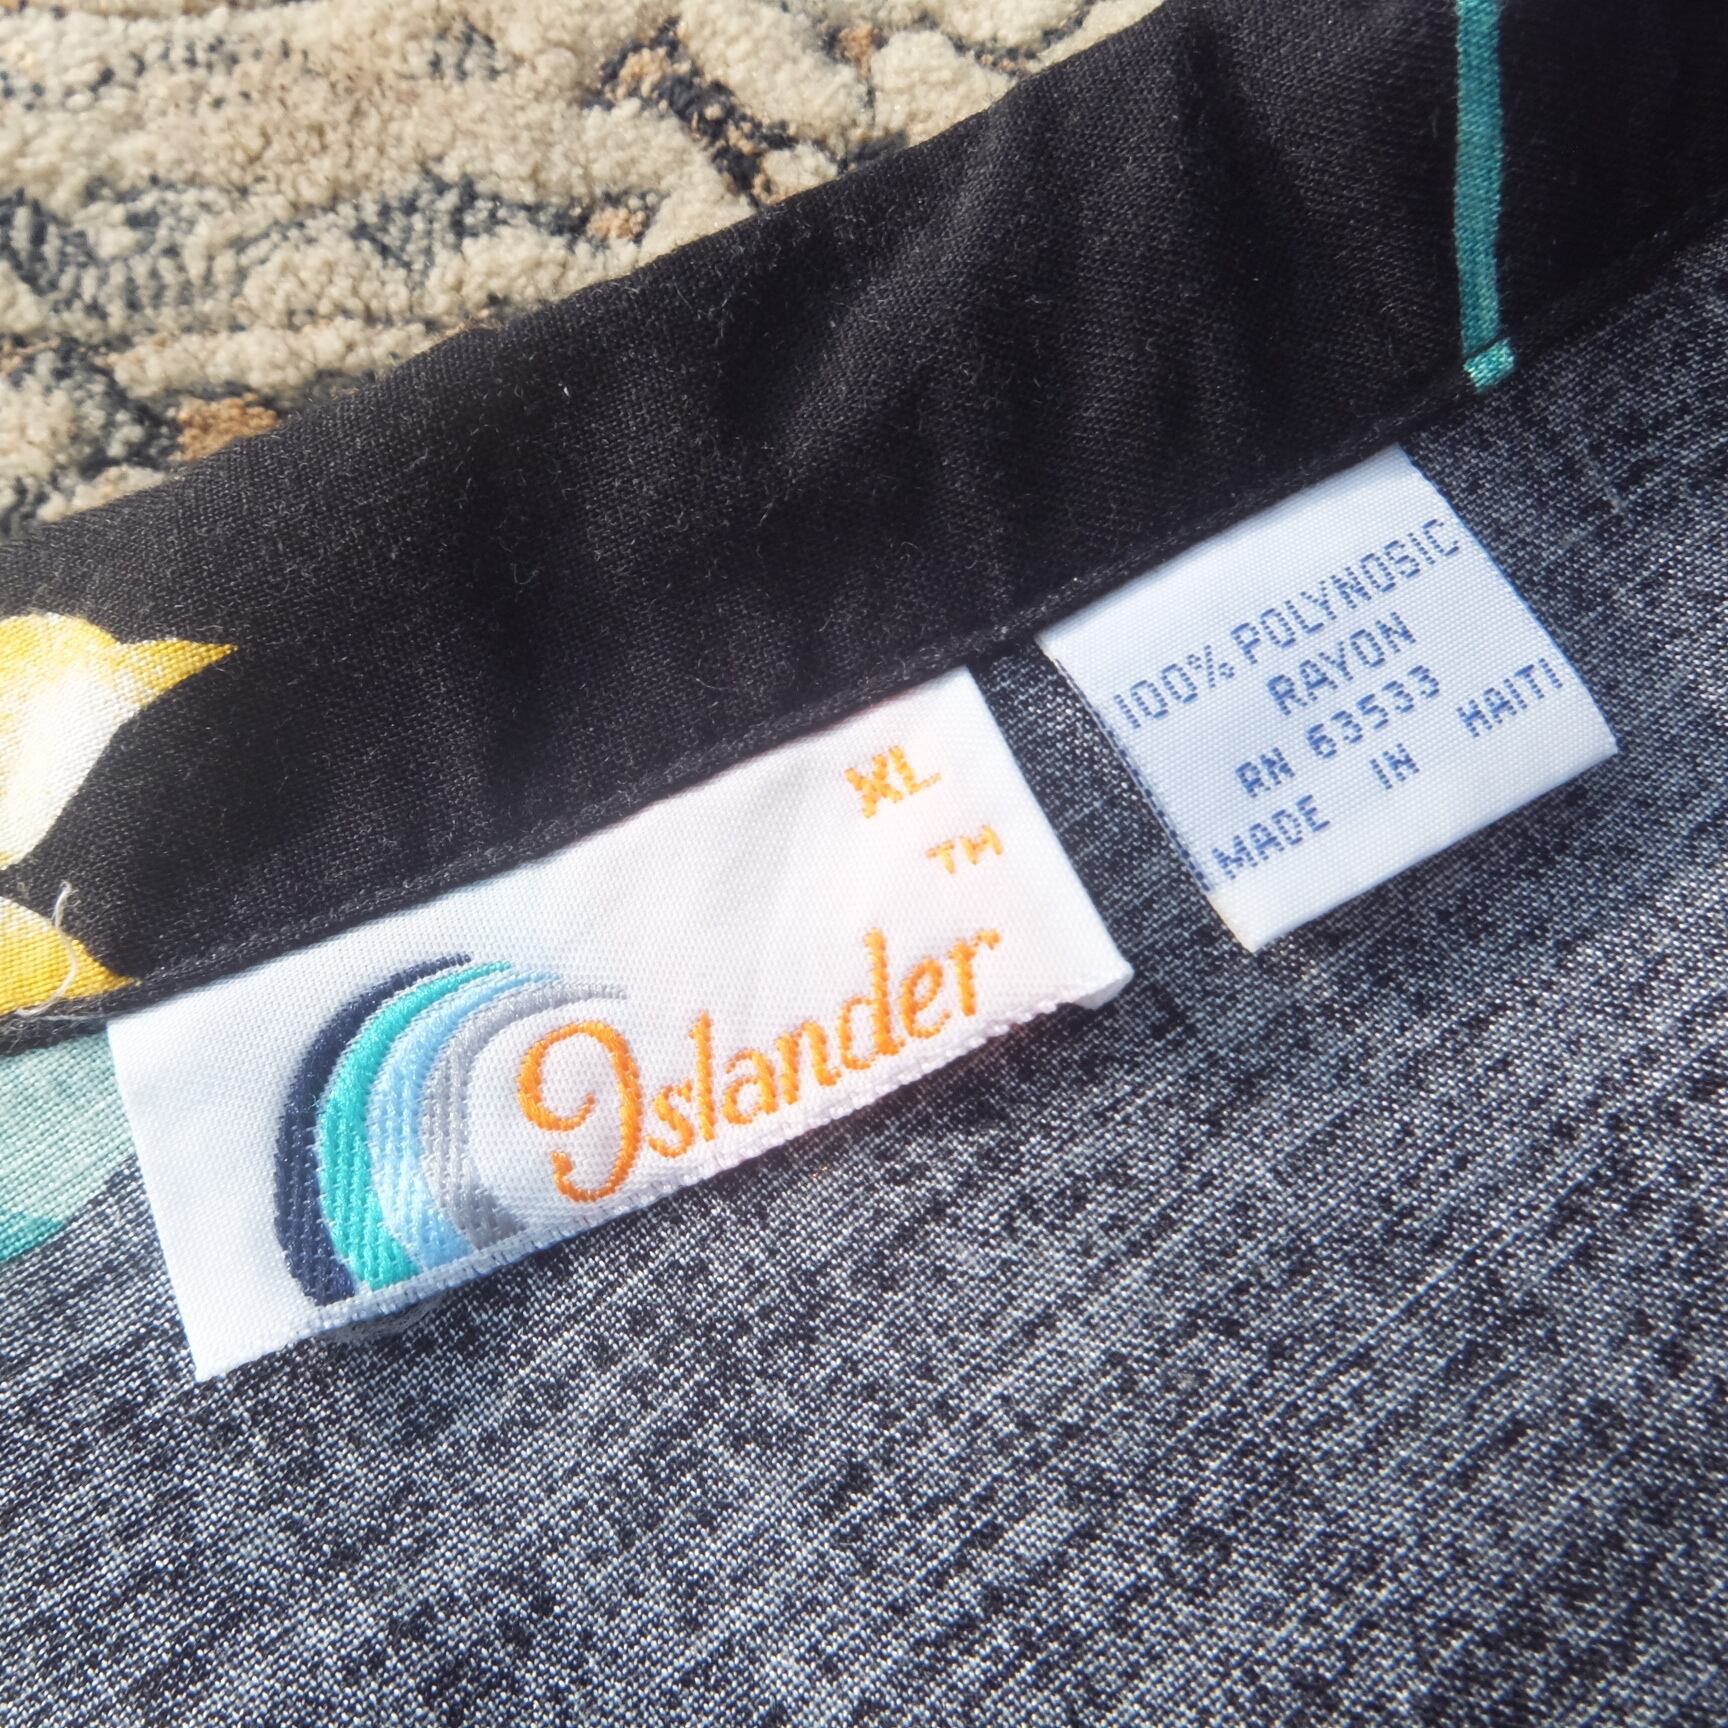 XL
TM
Islander
100% POLYNOSIC
RAYON
RN 63533
MADE IN HAITI